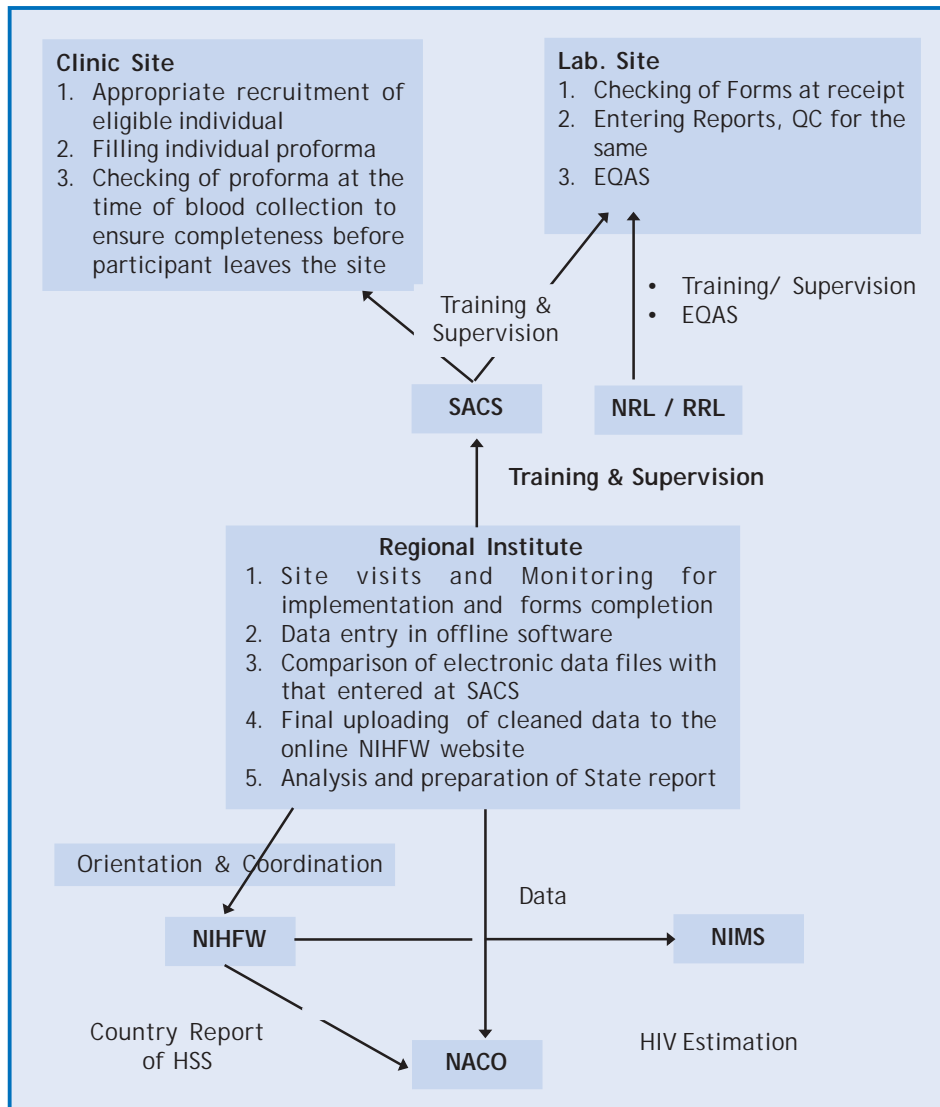 Clinic Site
1. Appropriate recruitment of
eligible individual
2. Filling individual proforma
3. Checking of proforma at the
time of blood collection to
ensure completeness before
participant leaves the site
Lab. Site
1. Checking of Forms at receipt
2. Entering Reports, QC for the
same
3. EQAS
Training &
Supervision
• Training/ Supervision
• EQAS
SACS
NRL / RRL
Training & Supervision
Regional Institute
1. Site visits and Monitoring for
implementation and forms completion
2. Data entry in offline software
3. Comparison of electronic data files with
that entered at SACS
4. Final uploading of cleaned data to the
online NIHFW website
5. Analysis and preparation of State report
Orientation & Coordination
Data
NIHFW
NIMS
Country Report
of HSS
HIV Estimation
NACO